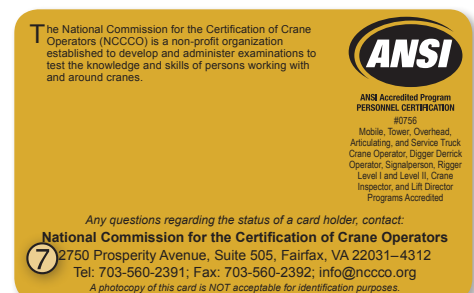 The National Commission for the Certification of Crane
Operators (NCCCO) is a non-profit organization
established to develop and administer examinations to
test the knowledge and skills of persons working with
and around cranes.
ANSI
ANSI Accredited Program
PERSONNEL CERTIFICATION
#0756
Mobile, Tower, Overhead,
Articulating, and Service Truck
Crane Operator, Digger Derrick
Operator, Signalperson, Rigger
Level I and Level II, Crane
Inspector, and Lift Director
Programs Accredited
Any questions regarding the status of a card holder, contact:
National Commission for the Certification of Crane Operators
7
2750 Prosperity Avenue, Suite 505, Fairfax, VA 22031–4312
Tel: 703-560-2391; Fax: 703-560-2392; info@nccco.org
A photocopy of this card is NOT acceptable for identification purposes.